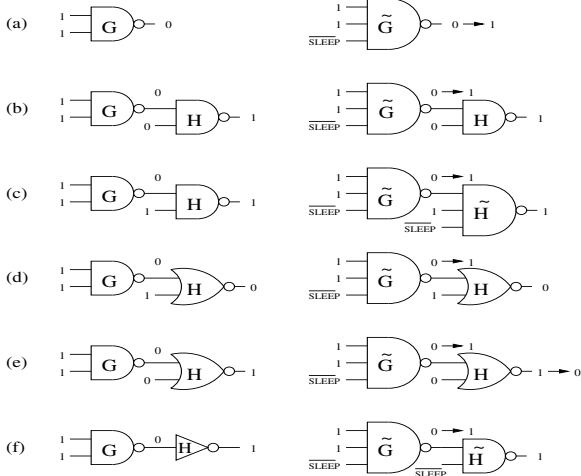 (a) 1 1 G 0 1 1 SLEEP G̃ 0 1
(b) 1 1 G 0 0 H 1 1 1 SLEEP G̃ 0 1 0 H 1
(c) 1 1 G 0 1 H 1 1 1 SLEEP G̃ 0 1 1 SLEEP H̃ 1
(d) 1 1 G 0 1 H 0 1 1 SLEEP G̃ 0 1 1 H 0
(e) 1 1 G 0 0 H 1 1 1 SLEEP G̃ 0 1 0 H 1 0
(f) 1 1 G 0 H 1 1 1 SLEEP G̃ 0 1 SLEEP H̃ 1